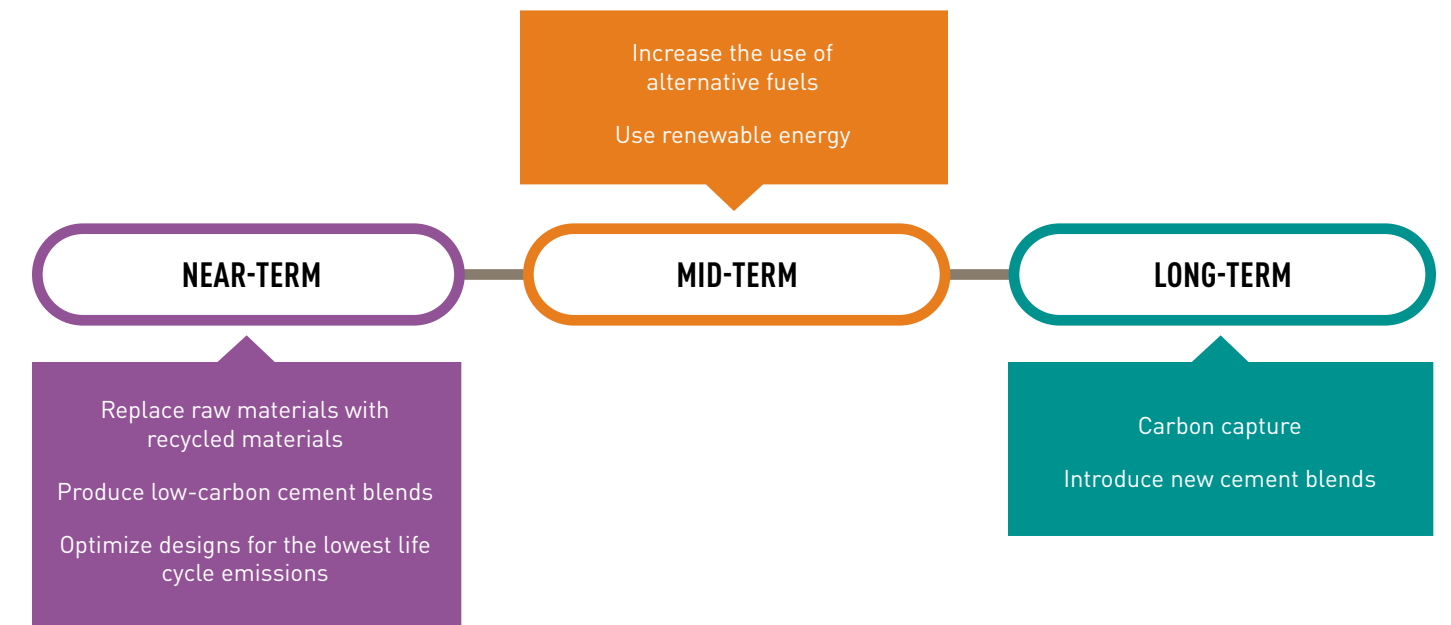 Increase the use of
alternative fuels
Use renewable energy
NEAR-TERM
MID-TERM
LONG-TERM
Replace raw materials with
recycled materials
Produce low-carbon cement blends
Optimize designs for the lowest life
cycle emissions
Carbon capture
Introduce new cement blends